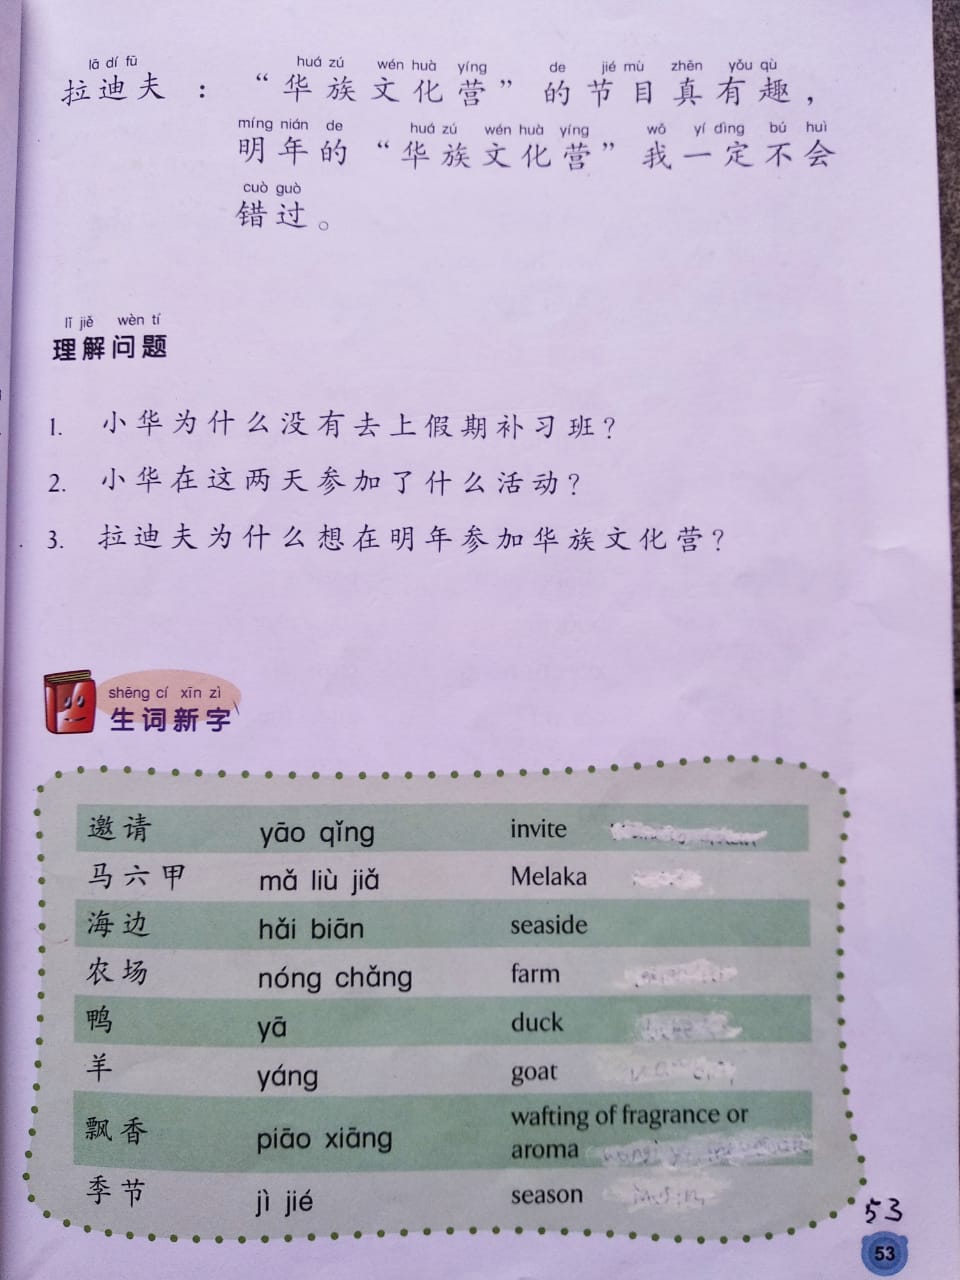 lā dí fū huá zú wén huà yíng de jié mù zhēn yǒu qù
拉迪夫 ： “华族文化营” 的节目真有趣，
míng nián de huá zú wén huà yíng wǒ yí dìng bú huì
明年的 “华族文化营” 我一定不会
cuò guò
错过。
lǐ jiě wèn tí
理解问题
1. 小华为什么没有去上假期补习班？
2. 小华在这两天参加了什么活动？
3. 拉迪夫为什么想在明年参加华族文化营？
shēng cí xīn zì
生词新字
邀请 yāo qǐng invite
马六甲 mǎ liù jiǎ Melaka
海边 hǎi biān seaside
农场 nóng chǎng farm
鸭 yā duck
羊 yáng goat
飘香 piāo xiāng wafting of fragrance or
aroma
季节 jì jié season
53
53